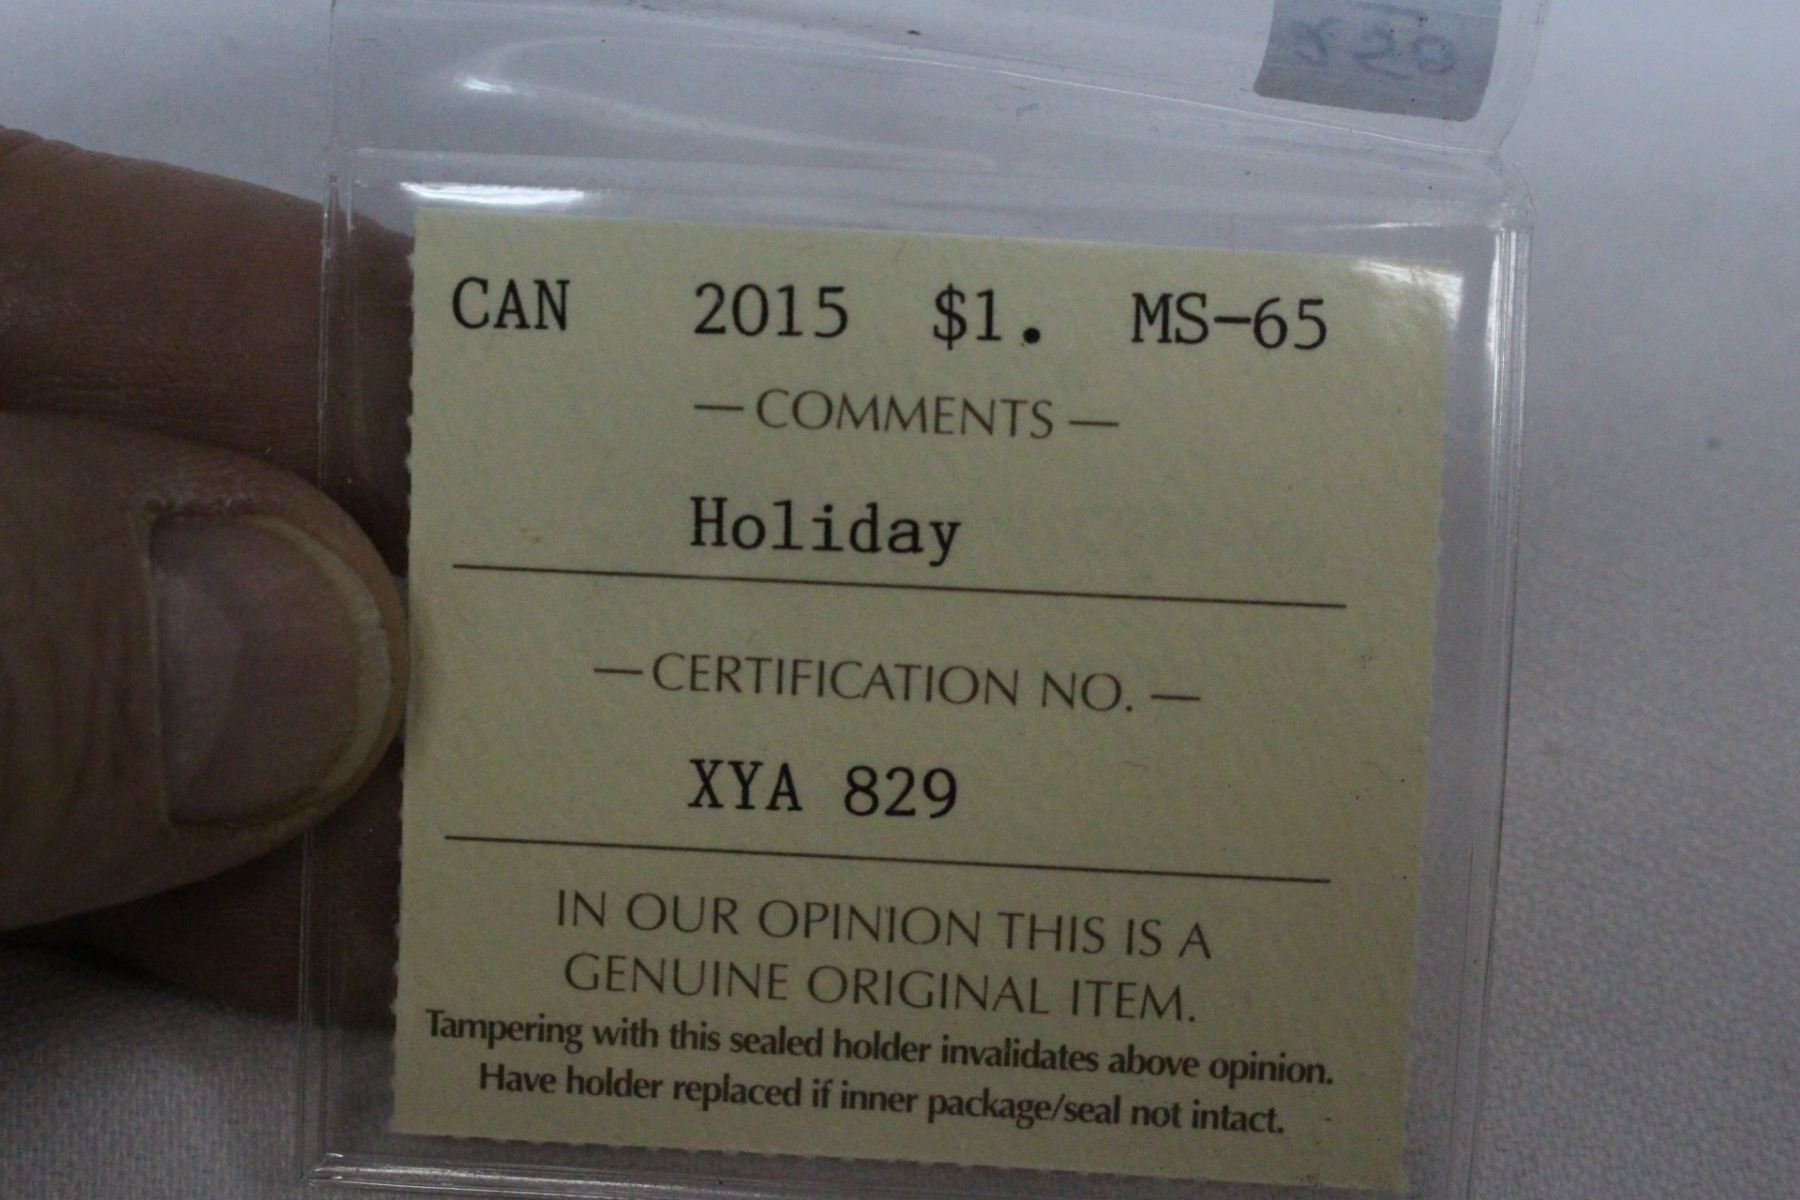 CAN 2015 $1. MS-65
— COMMENTS —
Holiday
— CERTIFICATION NO. —
XYA 829
IN OUR OPINION THIS IS A
GENUINE ORIGINAL ITEM.
Tampering with this sealed holder invalidates above opinion.
Have holder replaced if inner package/seal not intact.